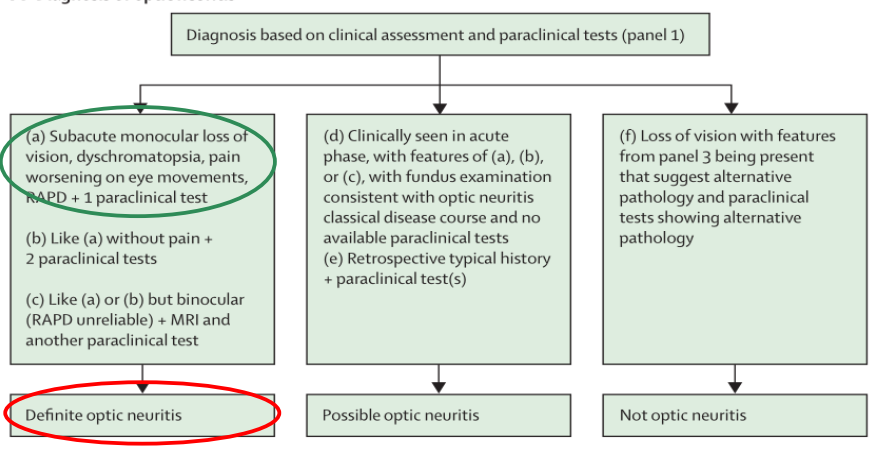 Diagnosis based on clinical assessment and paraclinical tests (panel 1)
(a) Subacute monocular loss of
vision, dyschromatopsia, pain
worsening on eye movements,
RAPD + 1 paraclinical test
(b) Like (a) without pain +
2 paraclinical tests
(c) Like (a) or (b) but binocular
(RAPD unreliable) + MRI and
another paraclinical test
(d) Clinically seen in acute
phase, with features of (a), (b),
or (c), with fundus examination
consistent with optic neuritis
classical disease course and no
available paraclinical tests
(e) Retrospective typical history
+ paraclinical test(s)
(f) Loss of vision with features
from panel 3 being present
that suggest alternative
pathology and paraclinical
tests showing alternative
pathology
Definite optic neuritis
Possible optic neuritis
Not optic neuritis